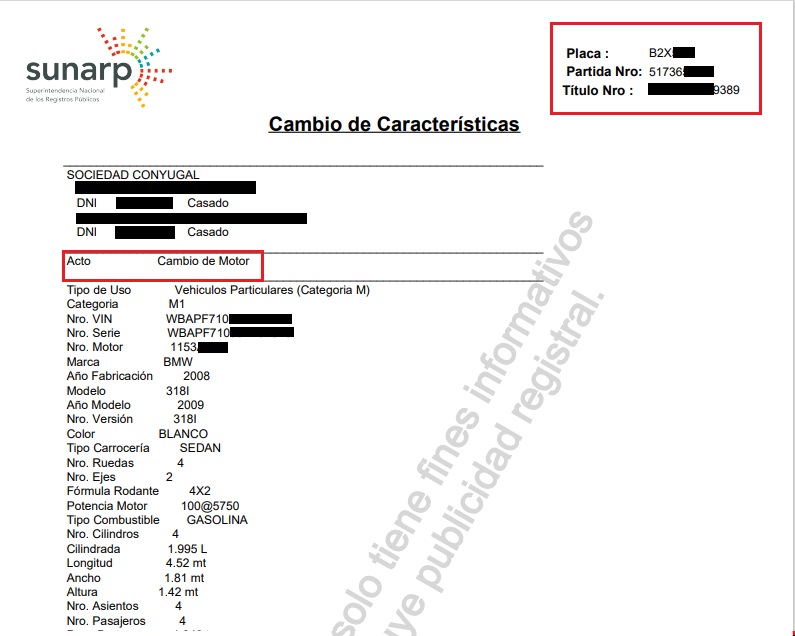 sunarp
Superintendencia Nacional
de los Registros Públicos
Placa : B2X
Partida Nro: 51736
Título Nro : 9389
Cambio de Características
SOCIEDAD CONYUGAL
DNI Casado
DNI Casado
Acto Cambio de Motor
Tipo de Uso Vehiculos Particulares (Categoria M)
Categoria M1
Nro. VIN WBAPF710
Nro. Serie WBAPF710
Nro. Motor 1153
Marca BMW
Año Fabricación 2008
Modelo 318I
Año Modelo 2009
Nro. Versión 318I
Color BLANCO
Tipo Carrocería SEDAN
Nro. Ruedas 4
Nro. Ejes 2
Fórmula Rodante 4X2
Potencia Motor 100@5750
Tipo Combustible GASOLINA
Nro. Cilindros 4
Cilindrada 1.995 L
Longitud 4.52 mt
Ancho 1.81 mt
Altura 1.42 mt
Nro. Asientos 4
Nro. Pasajeros 4
solo tiene fines informativos
uye publicidad registral.